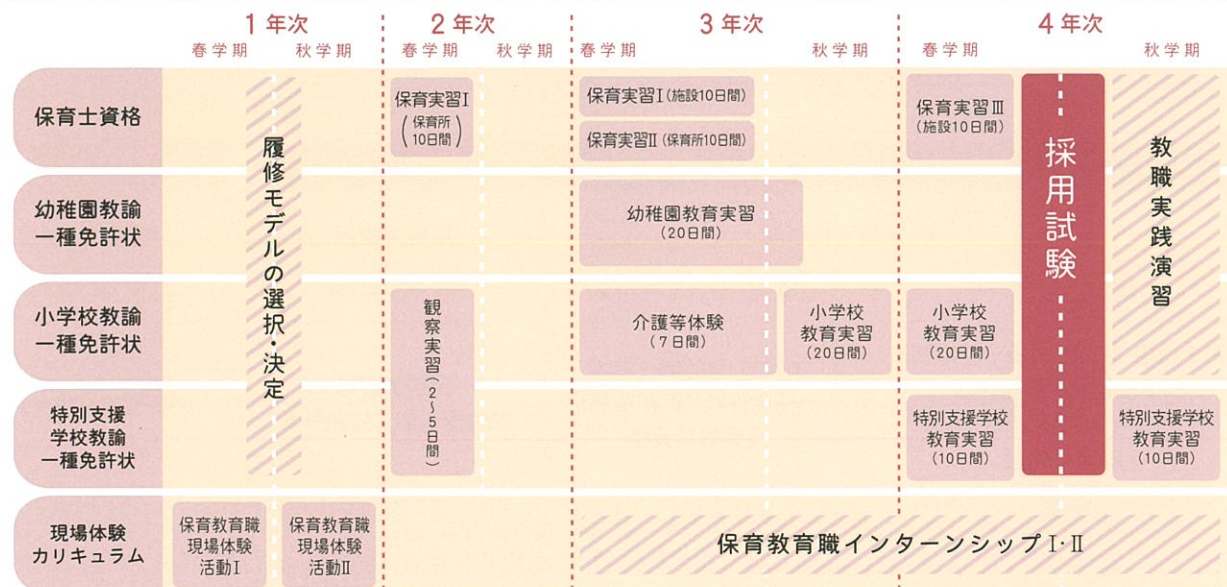 1年次
2年次
3年次
4年次
春学期
秋学期
春学期
秋学期
春学期
秋学期
春学期
秋学期
保育士資格
保育実習Ⅰ
(保育所
10日間)
保育実習Ⅰ(施設10日間)
保育実習Ⅱ(保育所10日間)
保育実習Ⅲ
(施設10日間)
履修モデルの選択・決定
採用試験
教職実践演習
幼稚園教諭
一種免許状
幼稚園教育実習
(20日間)
小学校教諭
一種免許状
観察実習(2〜5日間)
介護等体験
(7日間)
小学校
教育実習
(20日間)
小学校
教育実習
(20日間)
特別支援
学校教諭
一種免許状
特別支援学校
教育実習
(10日間)
特別支援学校
教育実習
(10日間)
現場体験
カリキュラム
保育教育職
現場体験
活動Ⅰ
保育教育職
現場体験
活動Ⅱ
保育教育職インターンシップⅠ・Ⅱ